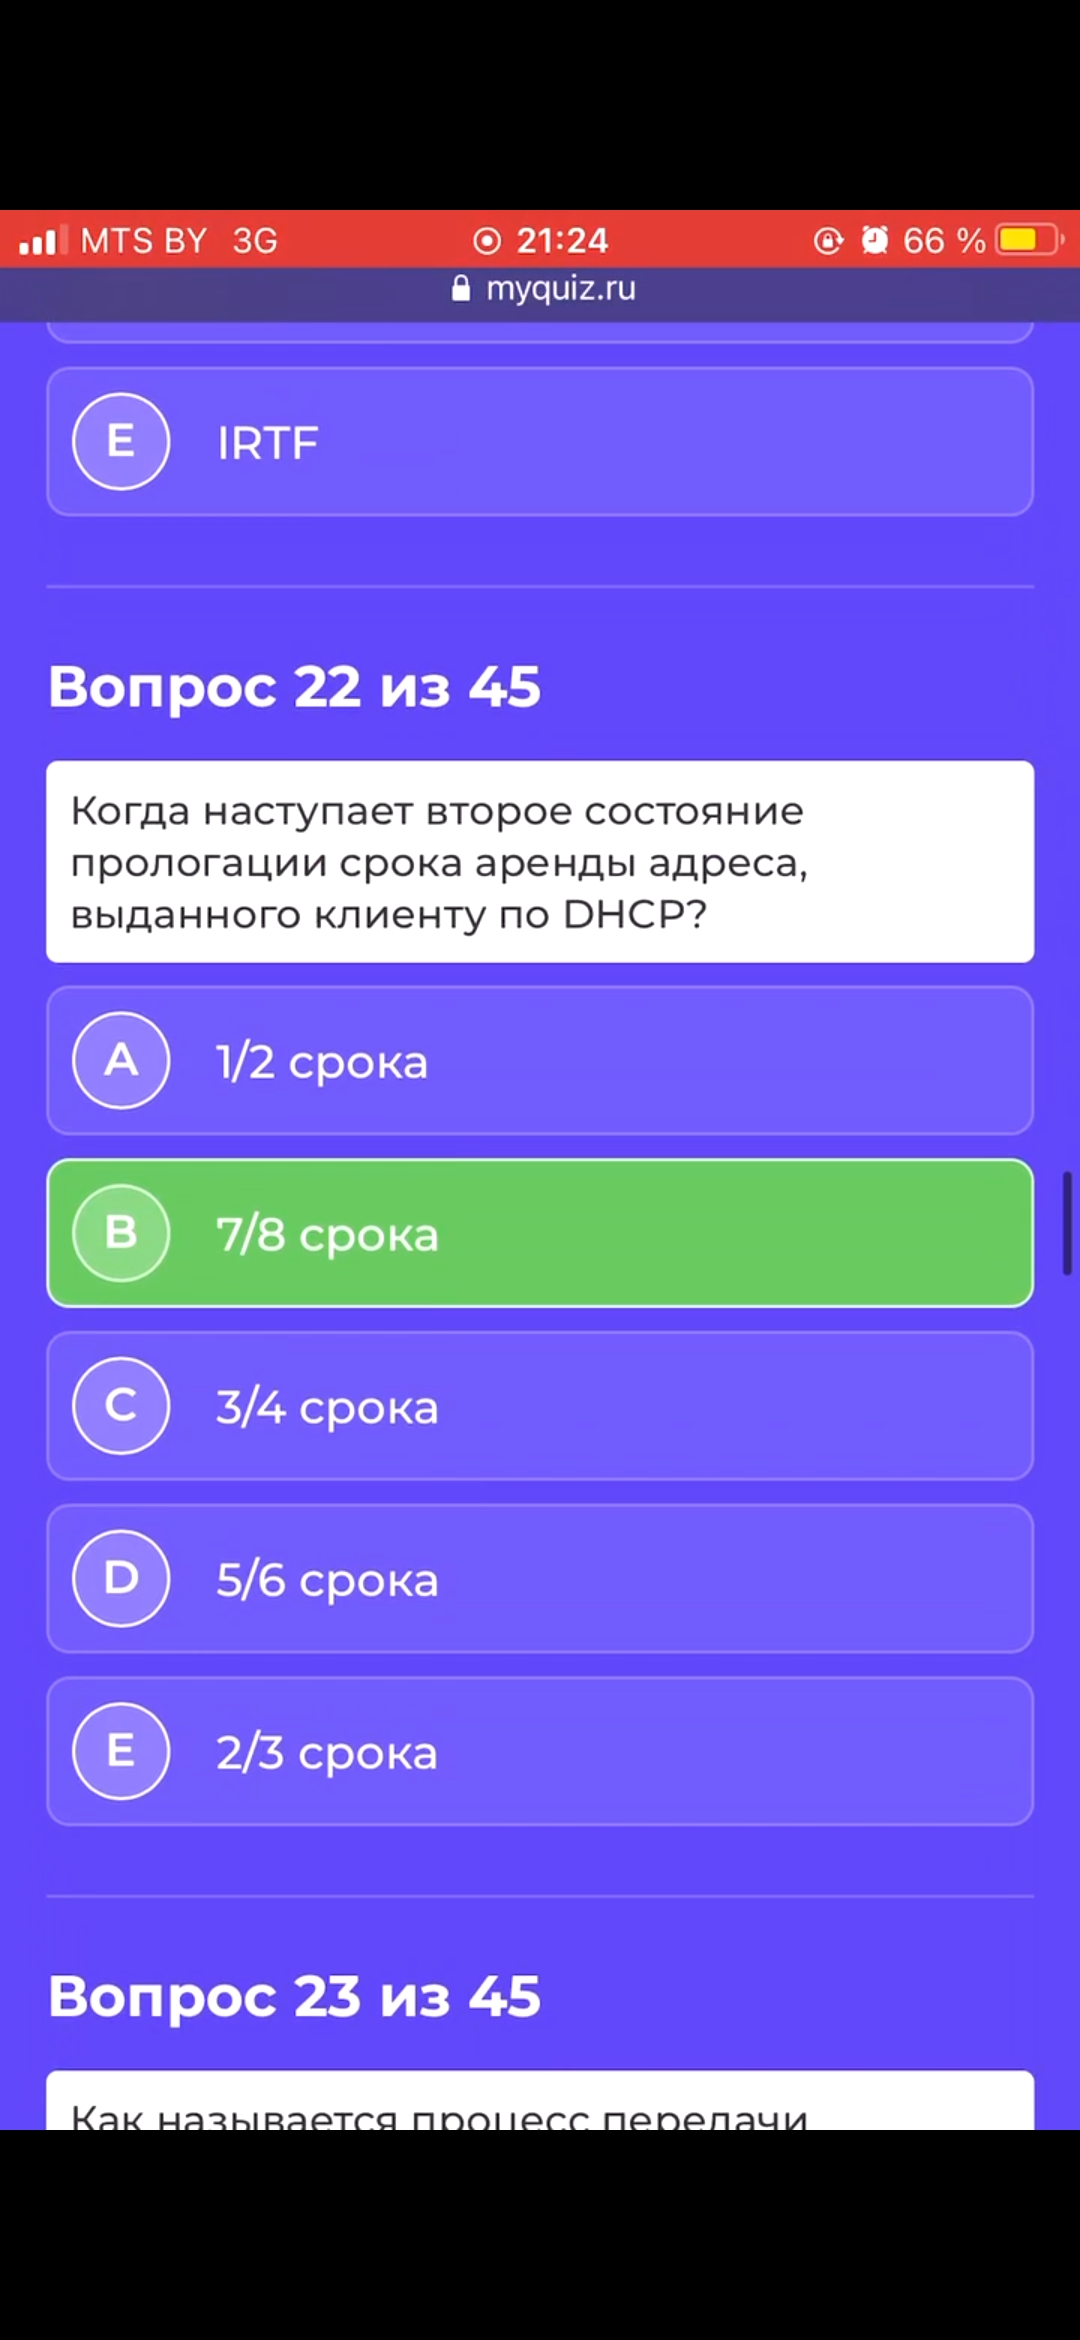 MTS BY 3G 21:24 66 %
myquiz.ru
E IRTF
Вопрос 22 из 45
Когда наступает второе состояние
прологации срока аренды адреса,
выданного клиенту по DHCP?
A 1/2 срока
B 7/8 срока
C 3/4 срока
D 5/6 срока
E 2/3 срока
Вопрос 23 из 45
Как называется процесс передачи